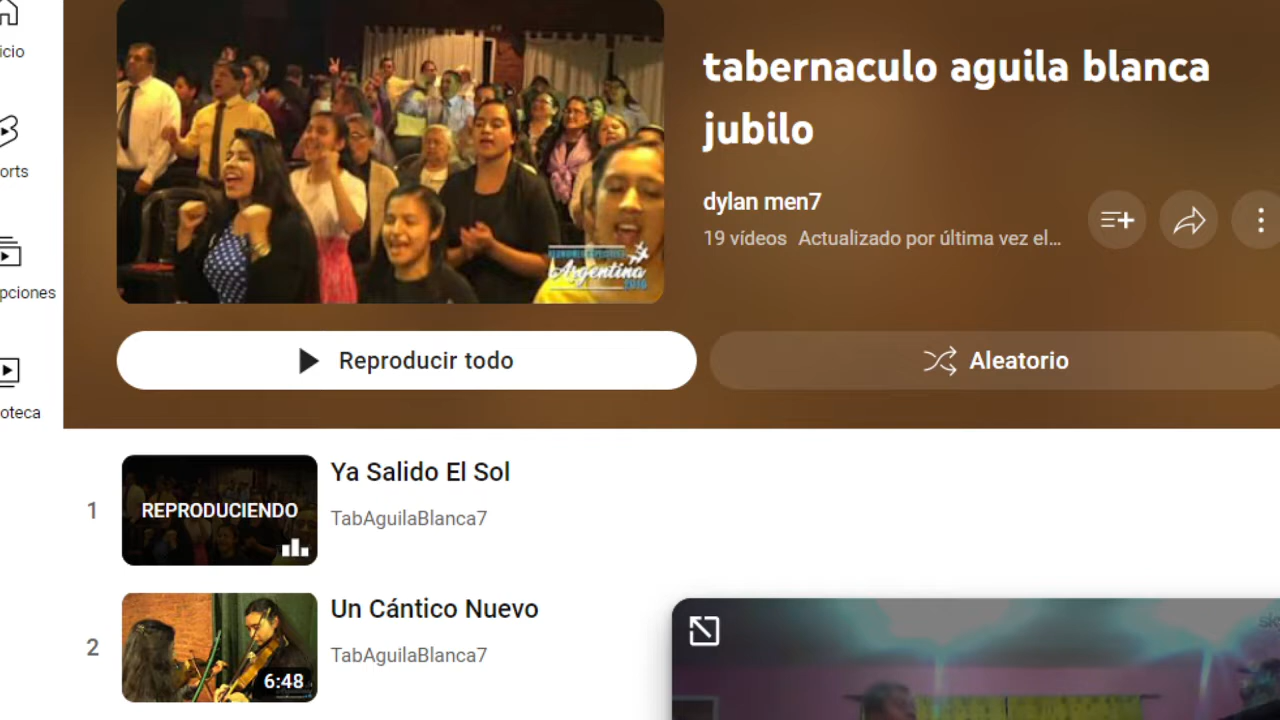 icio
orts
pciones
oteca
tabernaculo aguila blanca
jubilo
dylan men7
19 vídeos Actualizado por última vez el...
Argentina
2016
Reproducir todo
Aleatorio
1
REPRODUCIENDO
Ya Salido El Sol
TabAguilaBlanca7
2
6:48
Un Cántico Nuevo
TabAguilaBlanca7